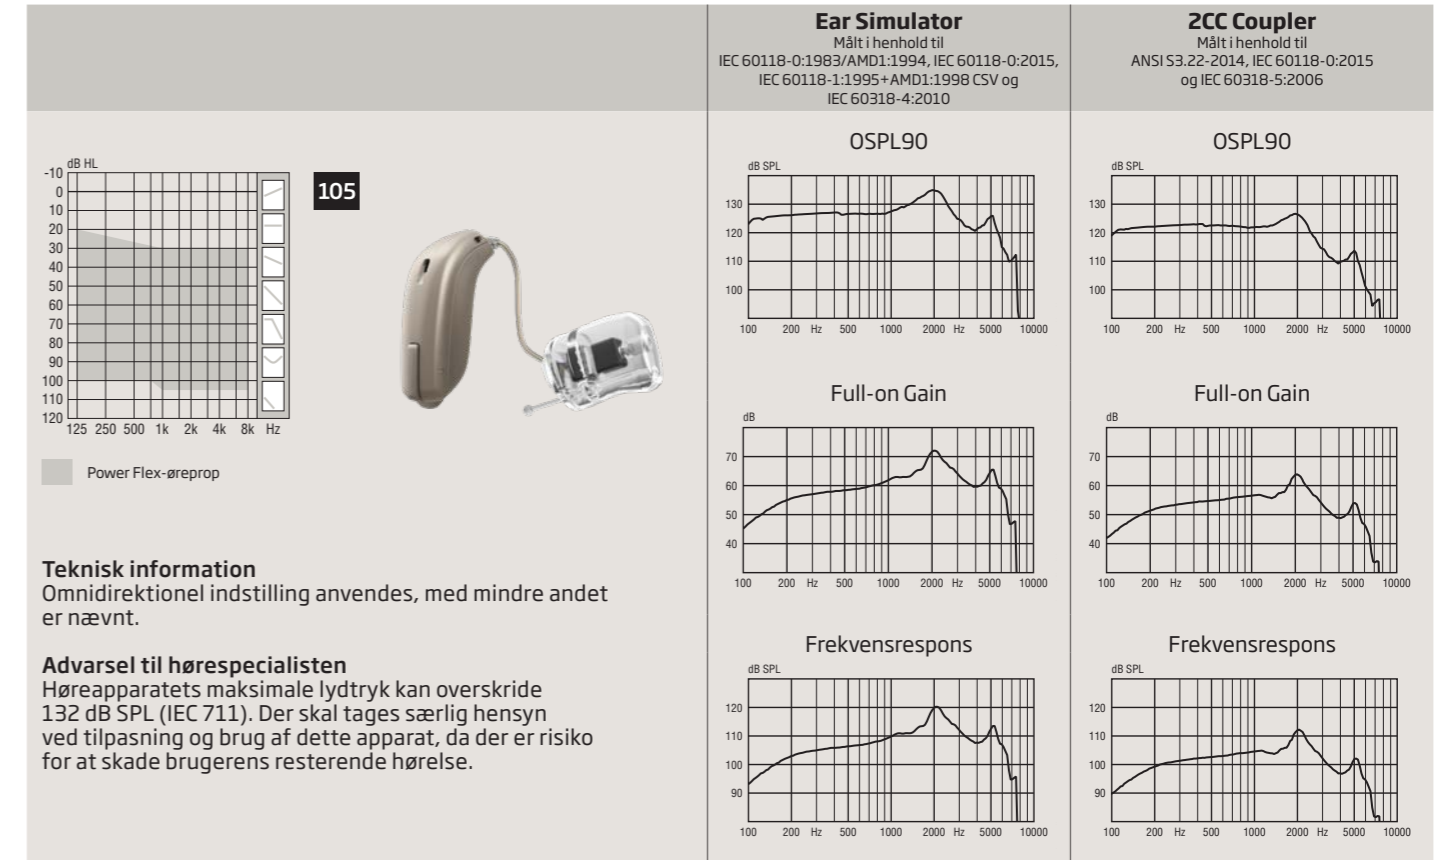 Ear Simulator
Målt i henhold til
IEC 60118-0:1983/AMD1:1994, IEC 60118-0:2015,
IEC 60118-1:1995+AMD1:1998 CSV og
IEC 60318-4:2010
2CC Coupler
Målt i henhold til
ANSI S3.22-2014, IEC 60118-0:2015
og IEC 60318-5:2006
dB HL
-10
0
10
20
30
40
50
60
70
80
90
100
110
120
125 250 500 1k 2k 4k 8k Hz
105
Power Flex-øreprop
Teknisk information
Omnidirektionel indstilling anvendes, med mindre andet
er nævnt.
Advarsel til hørespecialisten
Høreapparatets maksimale lydtryk kan overskride
132 dB SPL (IEC 711). Der skal tages særlig hensyn
ved tilpasning og brug af dette apparat, da der er risiko
for at skade brugerens resterende hørelse.
OSPL90
dB SPL
130
120
110
100
100 200 Hz 500 1000 2000 Hz 5000 10000
Full-on Gain
dB
70
60
50
40
100 200 Hz 500 1000 2000 Hz 5000 10000
Frekvensrespons
dB SPL
120
110
100
90
100 200 Hz 500 1000 2000 Hz 5000 10000
OSPL90
dB SPL
130
120
110
100
100 200 Hz 500 1000 2000 Hz 5000 10000
Full-on Gain
dB
70
60
50
40
100 200 Hz 500 1000 2000 Hz 5000 10000
Frekvensrespons
dB SPL
120
110
100
90
100 200 Hz 500 1000 2000 Hz 5000 10000